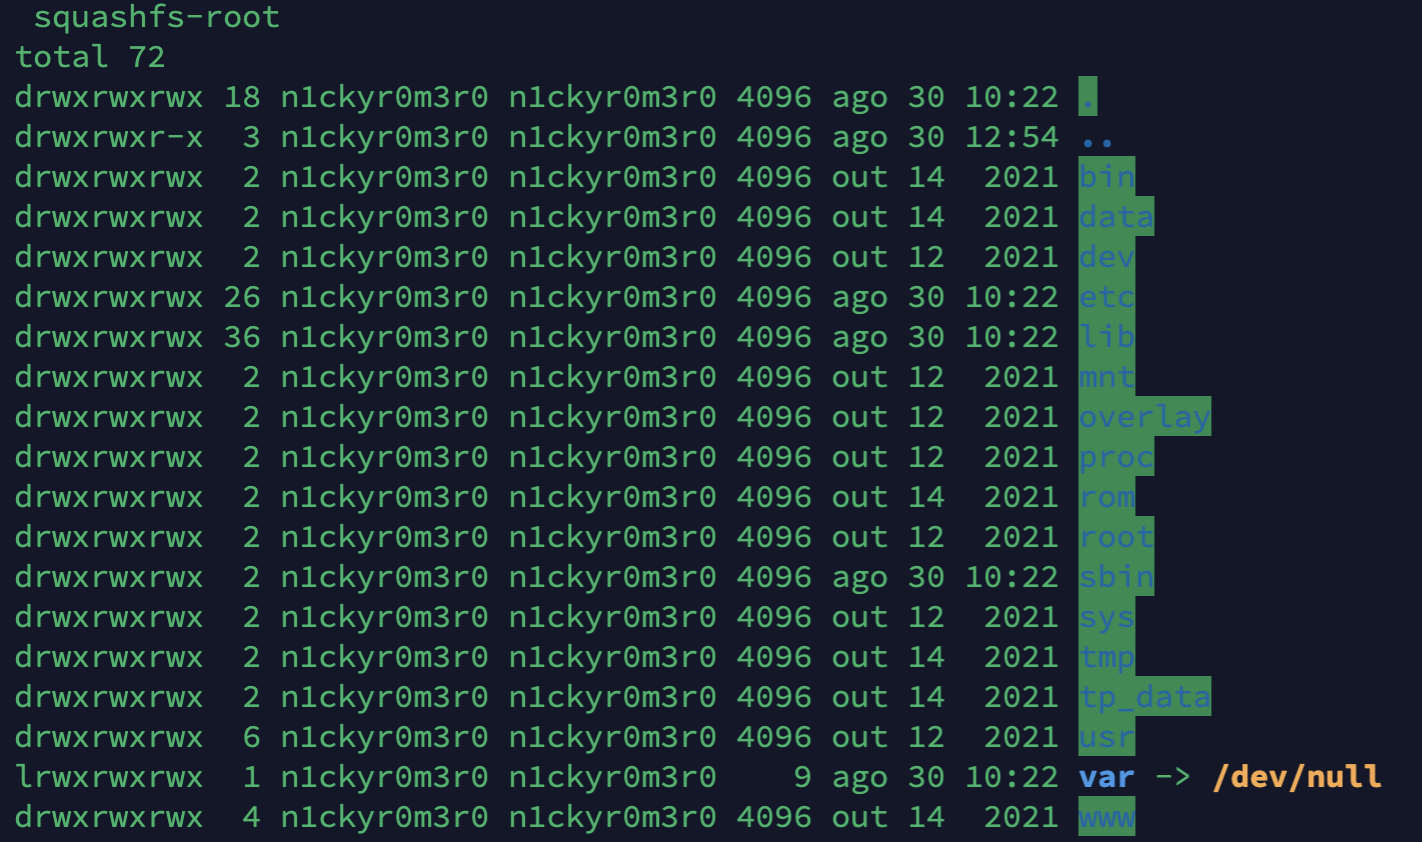 squashfs-root
total 72
drwxrwxrwx 18 n1ckyr0m3r0 n1ckyr0m3r0 4096 ago 30 10:22 .
drwxrwxr-x  3 n1ckyr0m3r0 n1ckyr0m3r0 4096 ago 30 12:54 ..
drwxrwxrwx  2 n1ckyr0m3r0 n1ckyr0m3r0 4096 out 14  2021 bin
drwxrwxrwx  2 n1ckyr0m3r0 n1ckyr0m3r0 4096 out 14  2021 data
drwxrwxrwx  2 n1ckyr0m3r0 n1ckyr0m3r0 4096 out 12  2021 dev
drwxrwxrwx 26 n1ckyr0m3r0 n1ckyr0m3r0 4096 ago 30 10:22 etc
drwxrwxrwx 36 n1ckyr0m3r0 n1ckyr0m3r0 4096 ago 30 10:22 lib
drwxrwxrwx  2 n1ckyr0m3r0 n1ckyr0m3r0 4096 out 12  2021 mnt
drwxrwxrwx  2 n1ckyr0m3r0 n1ckyr0m3r0 4096 out 12  2021 overlay
drwxrwxrwx  2 n1ckyr0m3r0 n1ckyr0m3r0 4096 out 12  2021 proc
drwxrwxrwx  2 n1ckyr0m3r0 n1ckyr0m3r0 4096 out 14  2021 rom
drwxrwxrwx  2 n1ckyr0m3r0 n1ckyr0m3r0 4096 out 12  2021 root
drwxrwxrwx  2 n1ckyr0m3r0 n1ckyr0m3r0 4096 ago 30 10:22 sbin
drwxrwxrwx  2 n1ckyr0m3r0 n1ckyr0m3r0 4096 out 12  2021 sys
drwxrwxrwx  2 n1ckyr0m3r0 n1ckyr0m3r0 4096 out 14  2021 tmp
drwxrwxrwx  2 n1ckyr0m3r0 n1ckyr0m3r0 4096 out 14  2021 tp_data
drwxrwxrwx  6 n1ckyr0m3r0 n1ckyr0m3r0 4096 out 12  2021 usr
lrwxrwxrwx  1 n1ckyr0m3r0 n1ckyr0m3r0    9 ago 30 10:22 var -> /dev/null
drwxrwxrwx  4 n1ckyr0m3r0 n1ckyr0m3r0 4096 out 14  2021 www